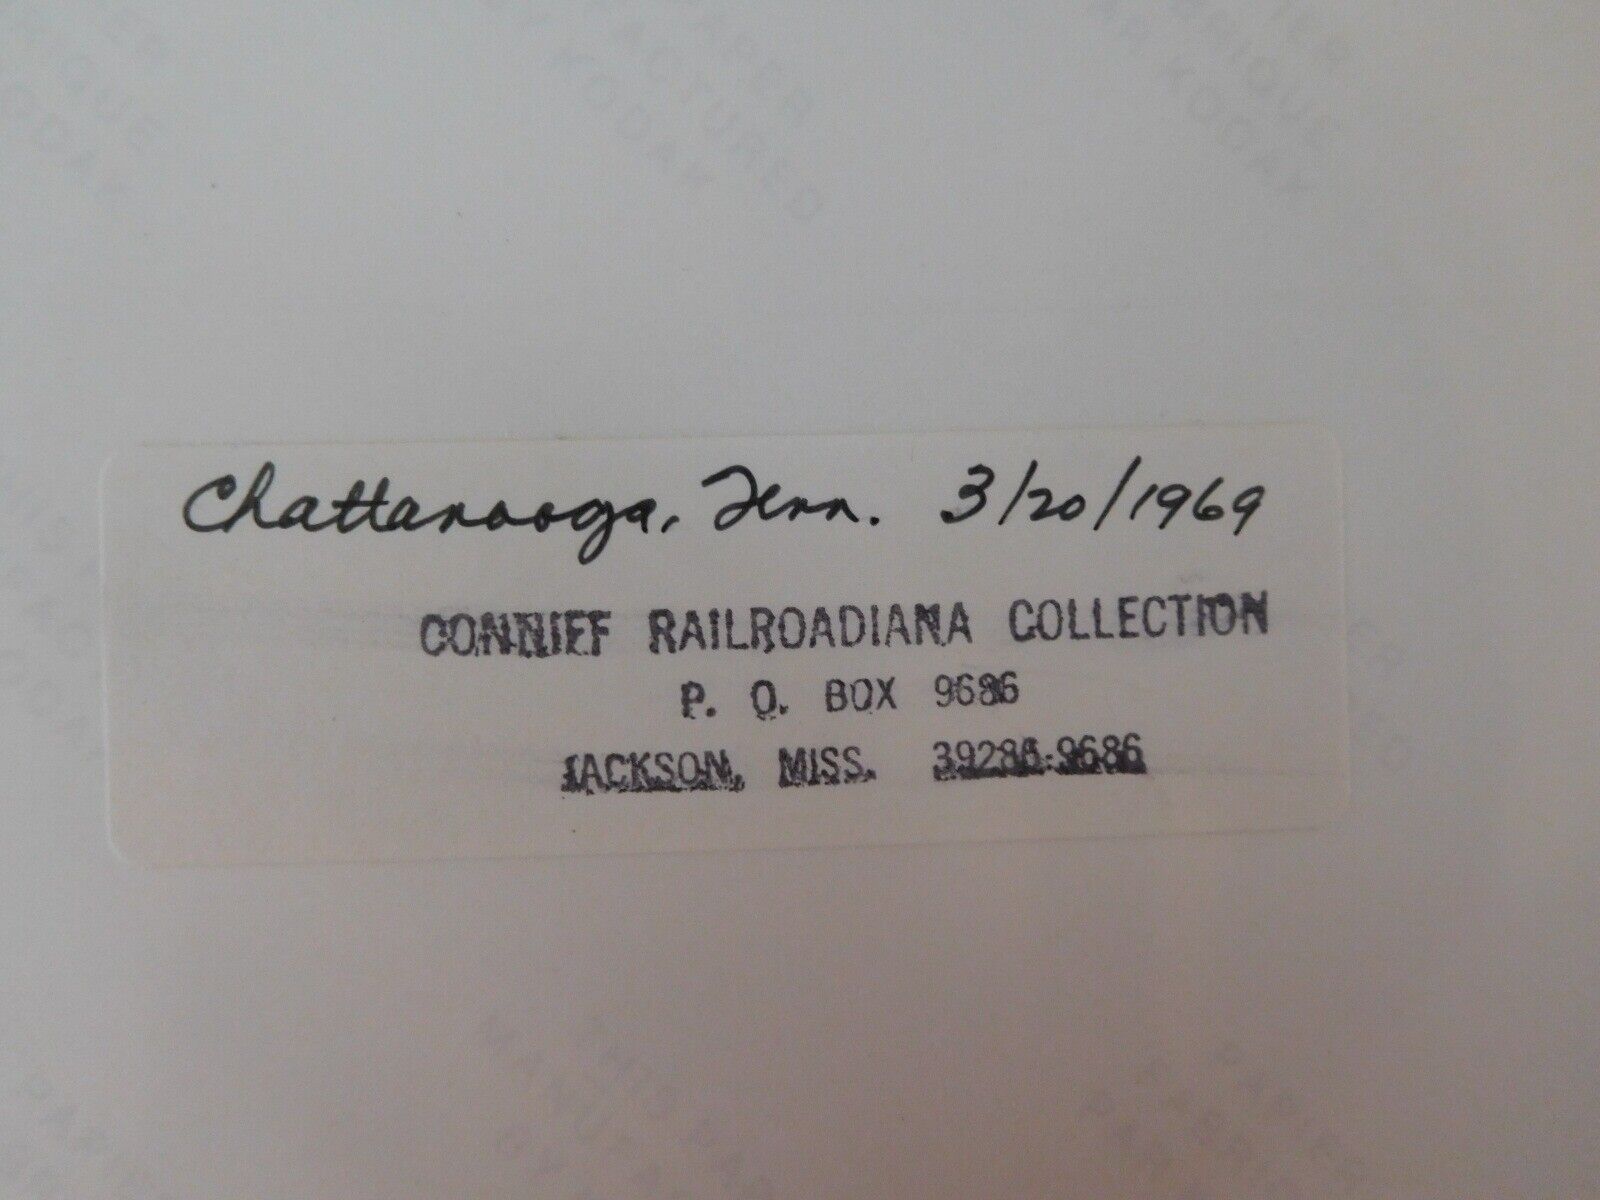 Chattanooga, Tenn. 3/20/1969
CONNIFF RAILROADIANA COLLECTION
P. O. BOX 9686
JACKSON, MISS. 39286-9686